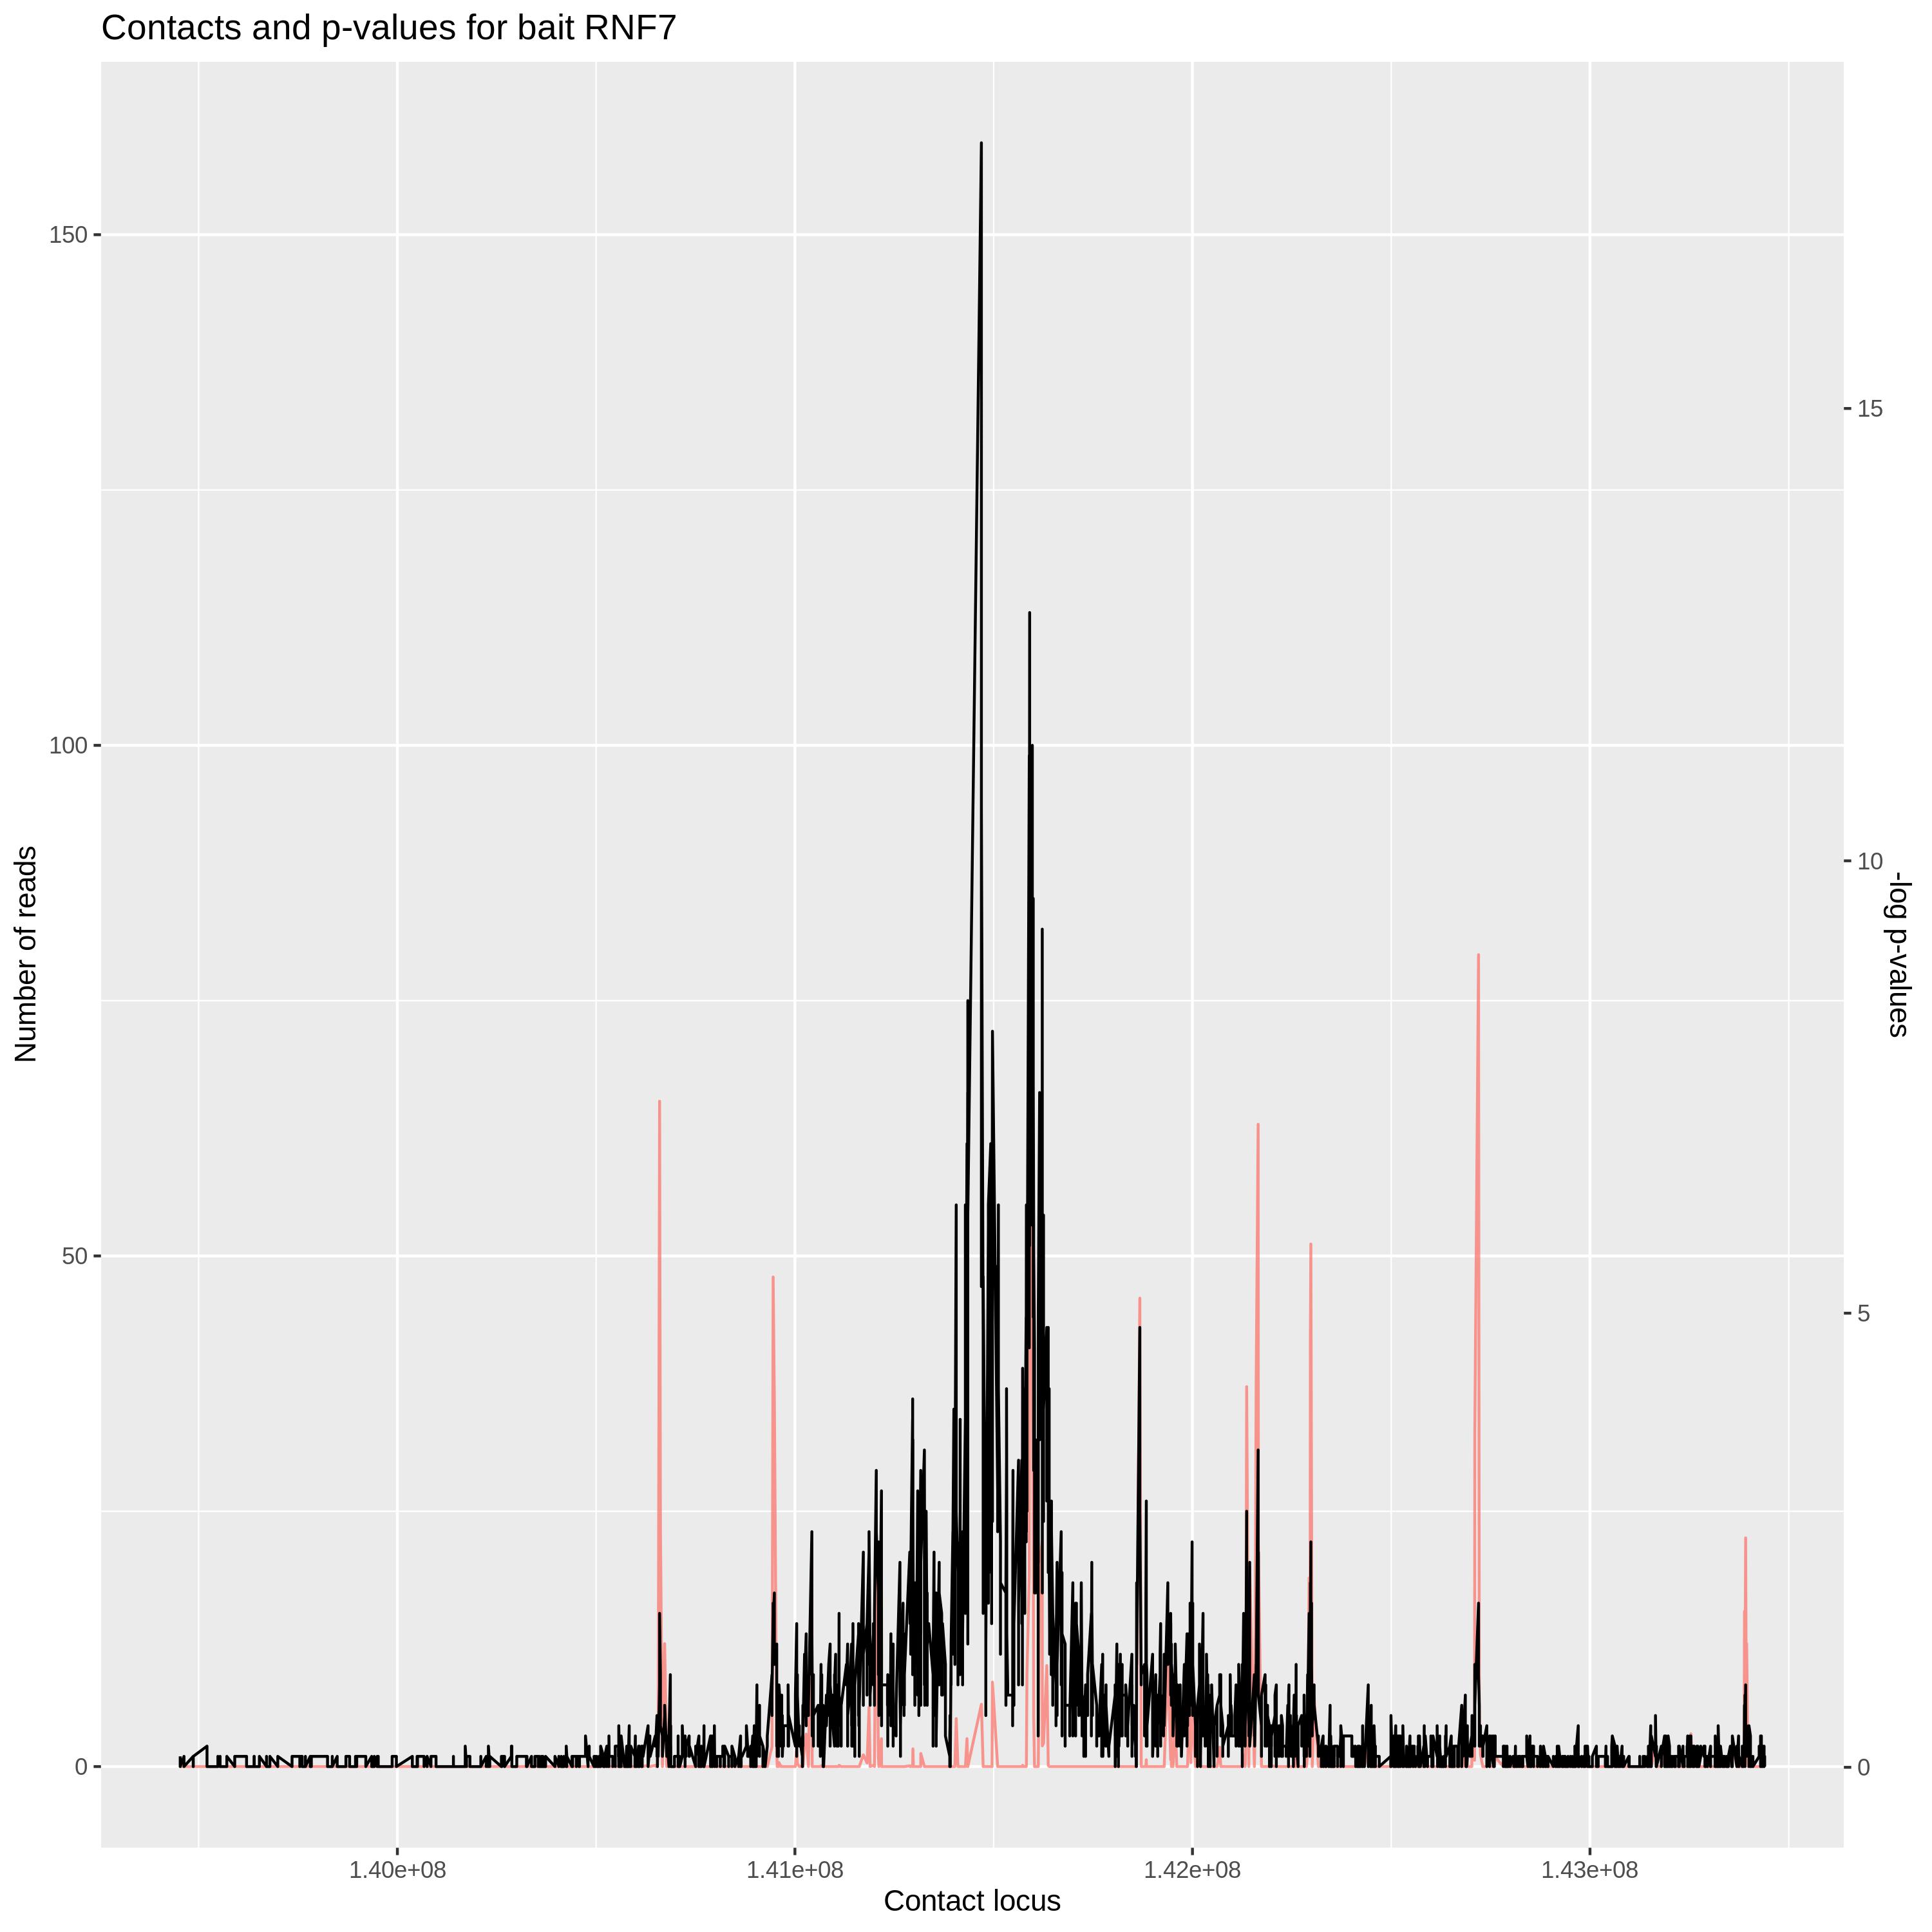 Contacts and p-values for bait RNF7
150
100
50
0
Number of reads
15
10
5
0
-log p-values
1.40e+08
1.41e+08
1.42e+08
1.43e+08
Contact locus